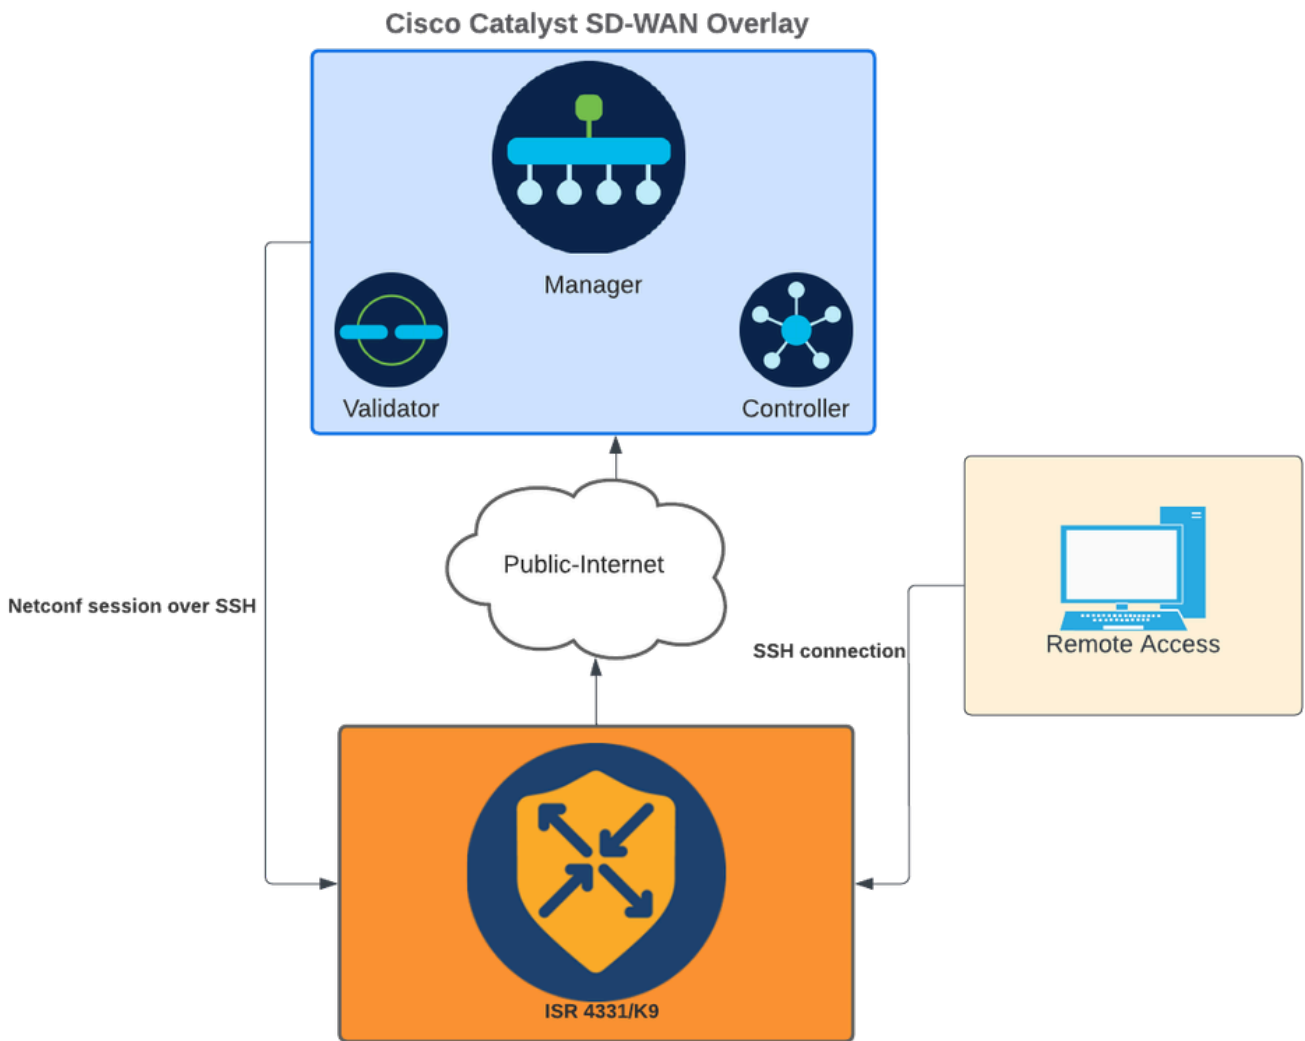 Cisco Catalyst SD-WAN Overlay
Manager
Validator
Controller
Public-Internet
Netconf session over SSH
SSH connection
Remote Access
ISR 4331/K9